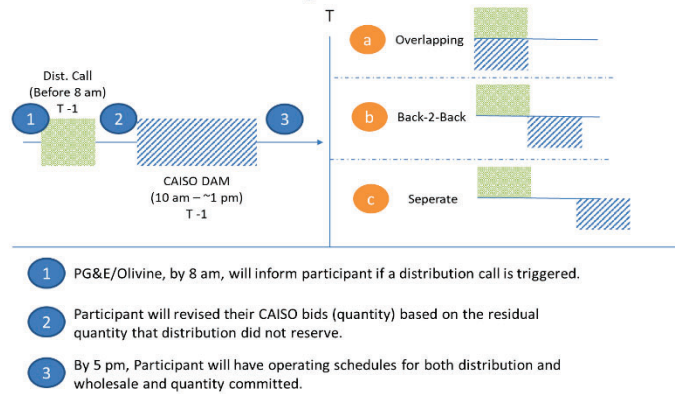 T
a Overlapping
Dist. Call
(Before 8 am)
T -1
1
2
3
b Back-2-Back
CAISO DAM
(10 am – ~1 pm)
T -1
c Seperate
1 PG&E/Olivine, by 8 am, will inform participant if a distribution call is triggered.
2 Participant will revised their CAISO bids (quantity) based on the residual
quantity that distribution did not reserve.
3 By 5 pm, Participant will have operating schedules for both distribution and
wholesale and quantity committed.